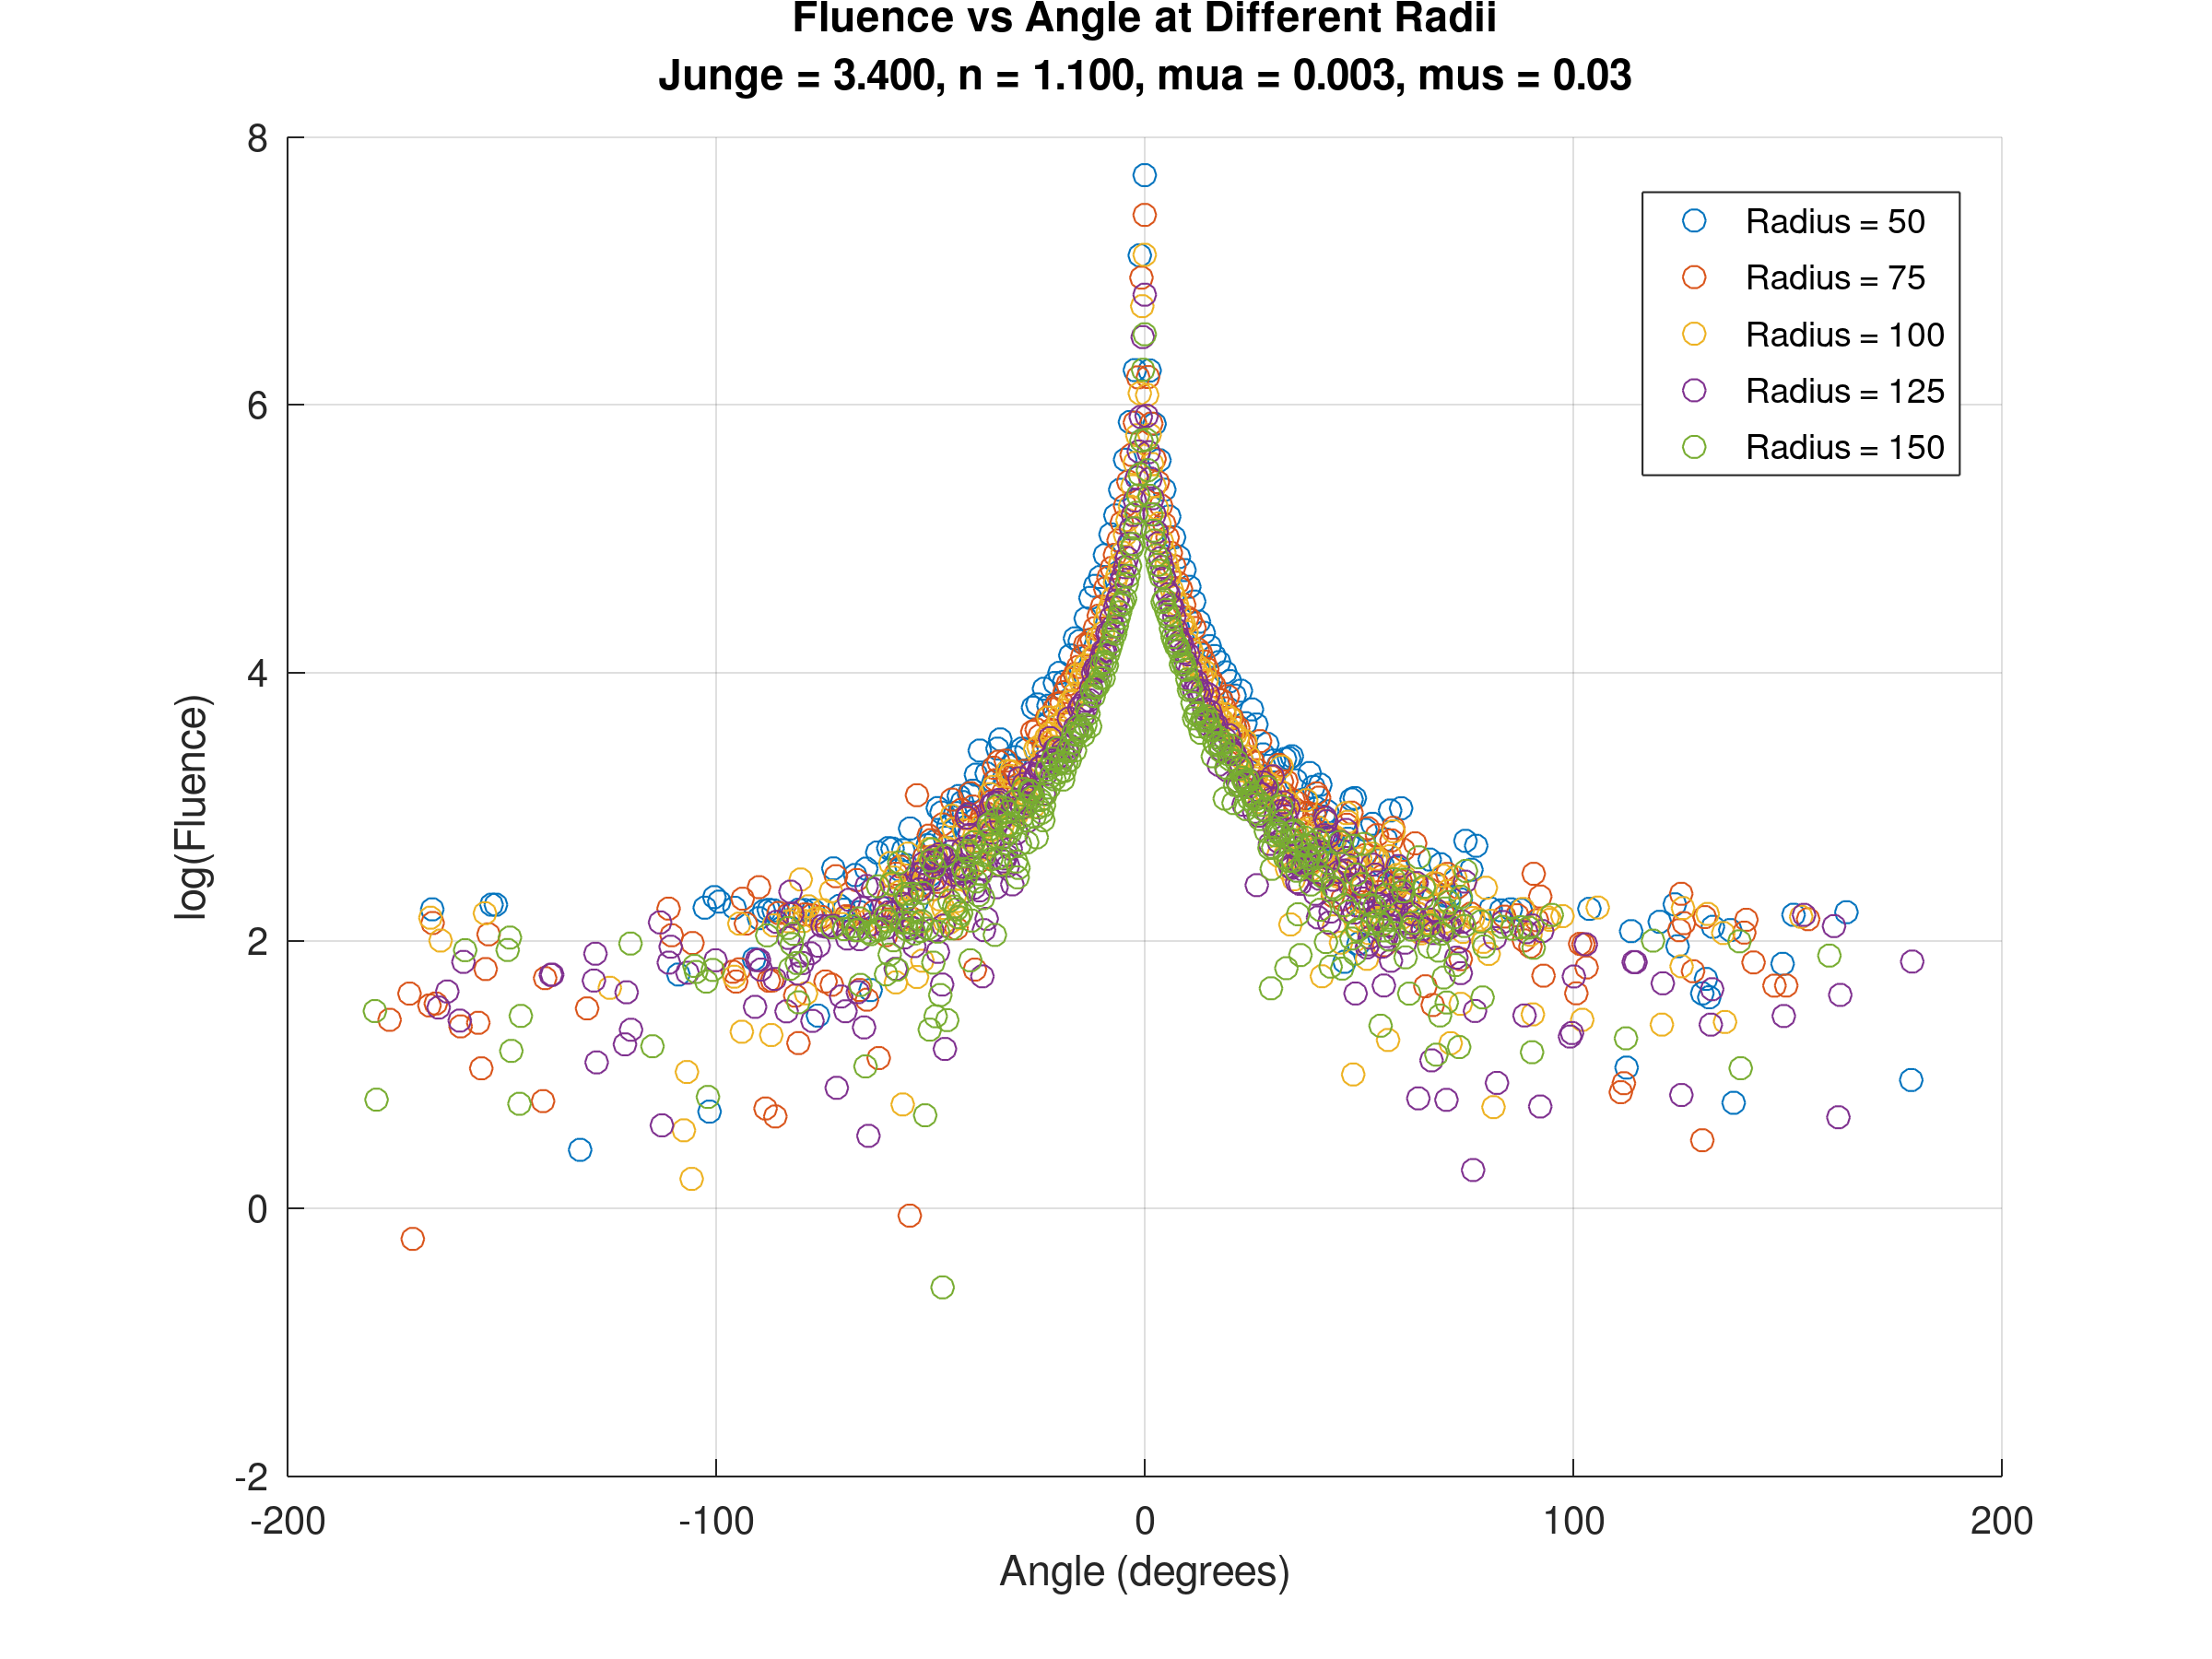 Fluence vs Angle at Different Radii
Junge = 3.400, n = 1.100, mua = 0.003, mus = 0.03
8
6
4
2
0
-2
log(Fluence)
-200
-100
0
100
200
Angle (degrees)
Radius = 50
Radius = 75
Radius = 100
Radius = 125
Radius = 150